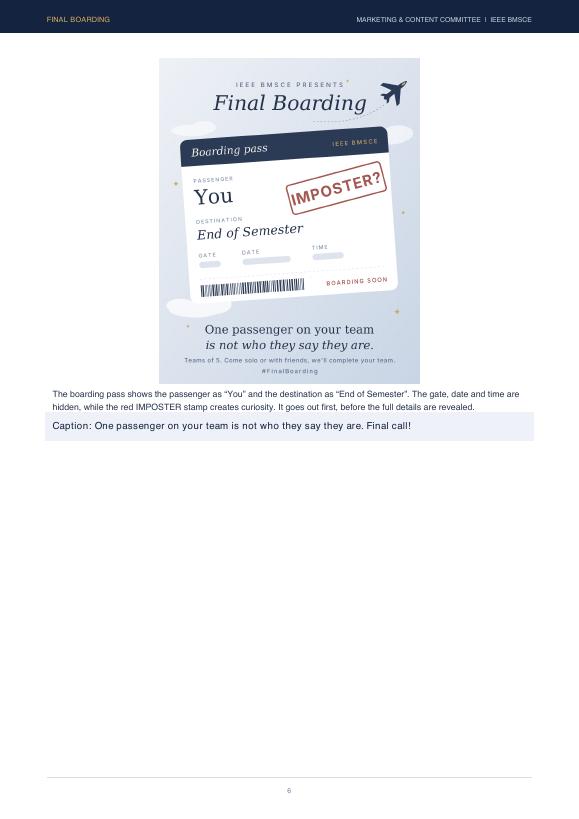 FINAL BOARDING
MARKETING & CONTENT COMMITTEE | IEEE BMSCE
IEEE BMSCE PRESENTS
Final Boarding
Boarding pass
IEEE BMSCE
PASSENGER
You
IMPOSTER?
DESTINATION
End of Semester
GATE DATE TIME
BOARDING SOON
One passenger on your team
is not who they say they are.
Teams of 5. Come solo or with friends, we'll complete your team.
#FinalBoarding
The boarding pass shows the passenger as “You” and the destination as “End of Semester”. The gate, date and time are
hidden, while the red IMPOSTER stamp creates curiosity. It goes out first, before the full details are revealed.
Caption: One passenger on your team is not who they say they are. Final call!
6